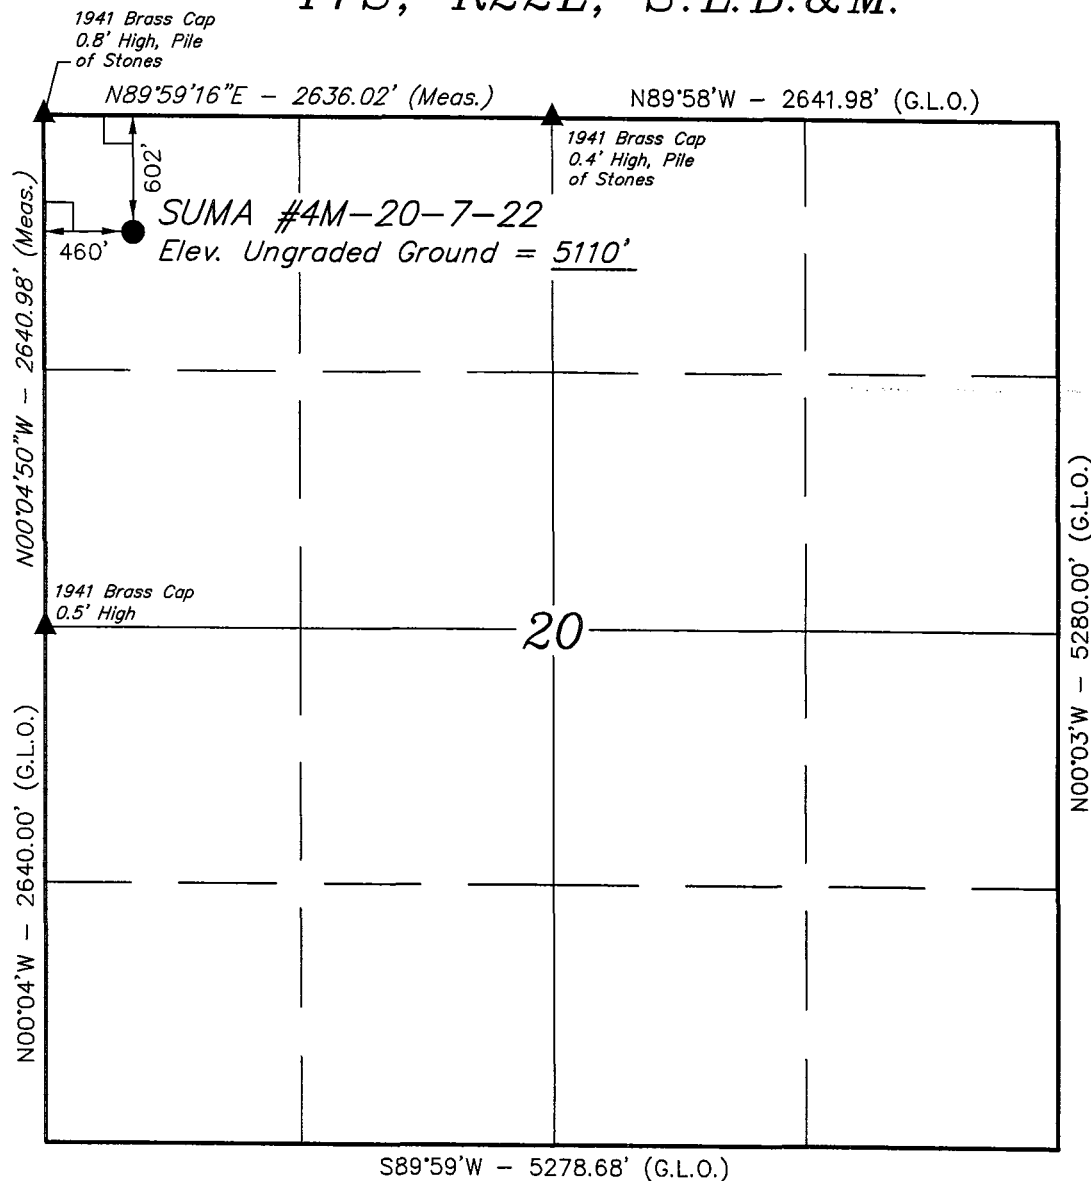 T7S, R22E, S.L.B.&M.
1941 Brass Cap
0.8' High, Pile
of Stones
N89°59'16"E - 2636.02' (Meas.)
N89°58'W - 2641.98' (G.L.O.)
1941 Brass Cap
0.4' High, Pile
of Stones
602'
460'
SUMA #4M-20-7-22
Elev. Ungraded Ground = 5110'
N00°04'50"W - 2640.98' (Meas.)
1941 Brass Cap
0.5' High
20
N00°03'W - 5280.00' (G.L.O.)
N00°04'W - 2640.00' (G.L.O.)
S89°59'W - 5278.68' (G.L.O.)